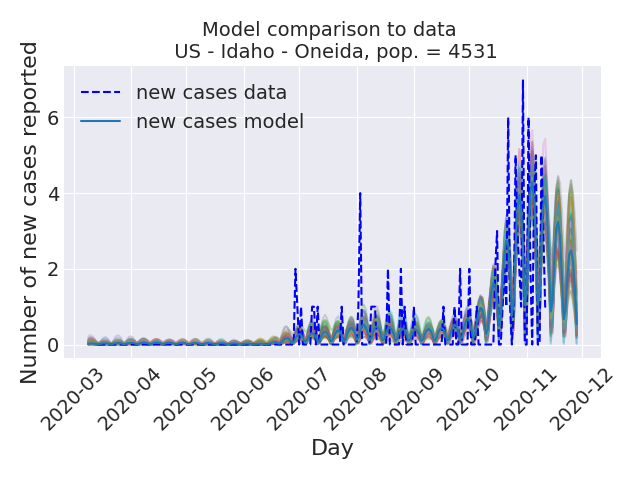 Model comparison to data
US - Idaho - Oneida, pop. = 4531
Number of new cases reported
new cases data
new cases model
6
4
2
0
2020-03
2020-04
2020-05
2020-06
2020-07
2020-08
2020-09
2020-10
2020-11
2020-12
Day